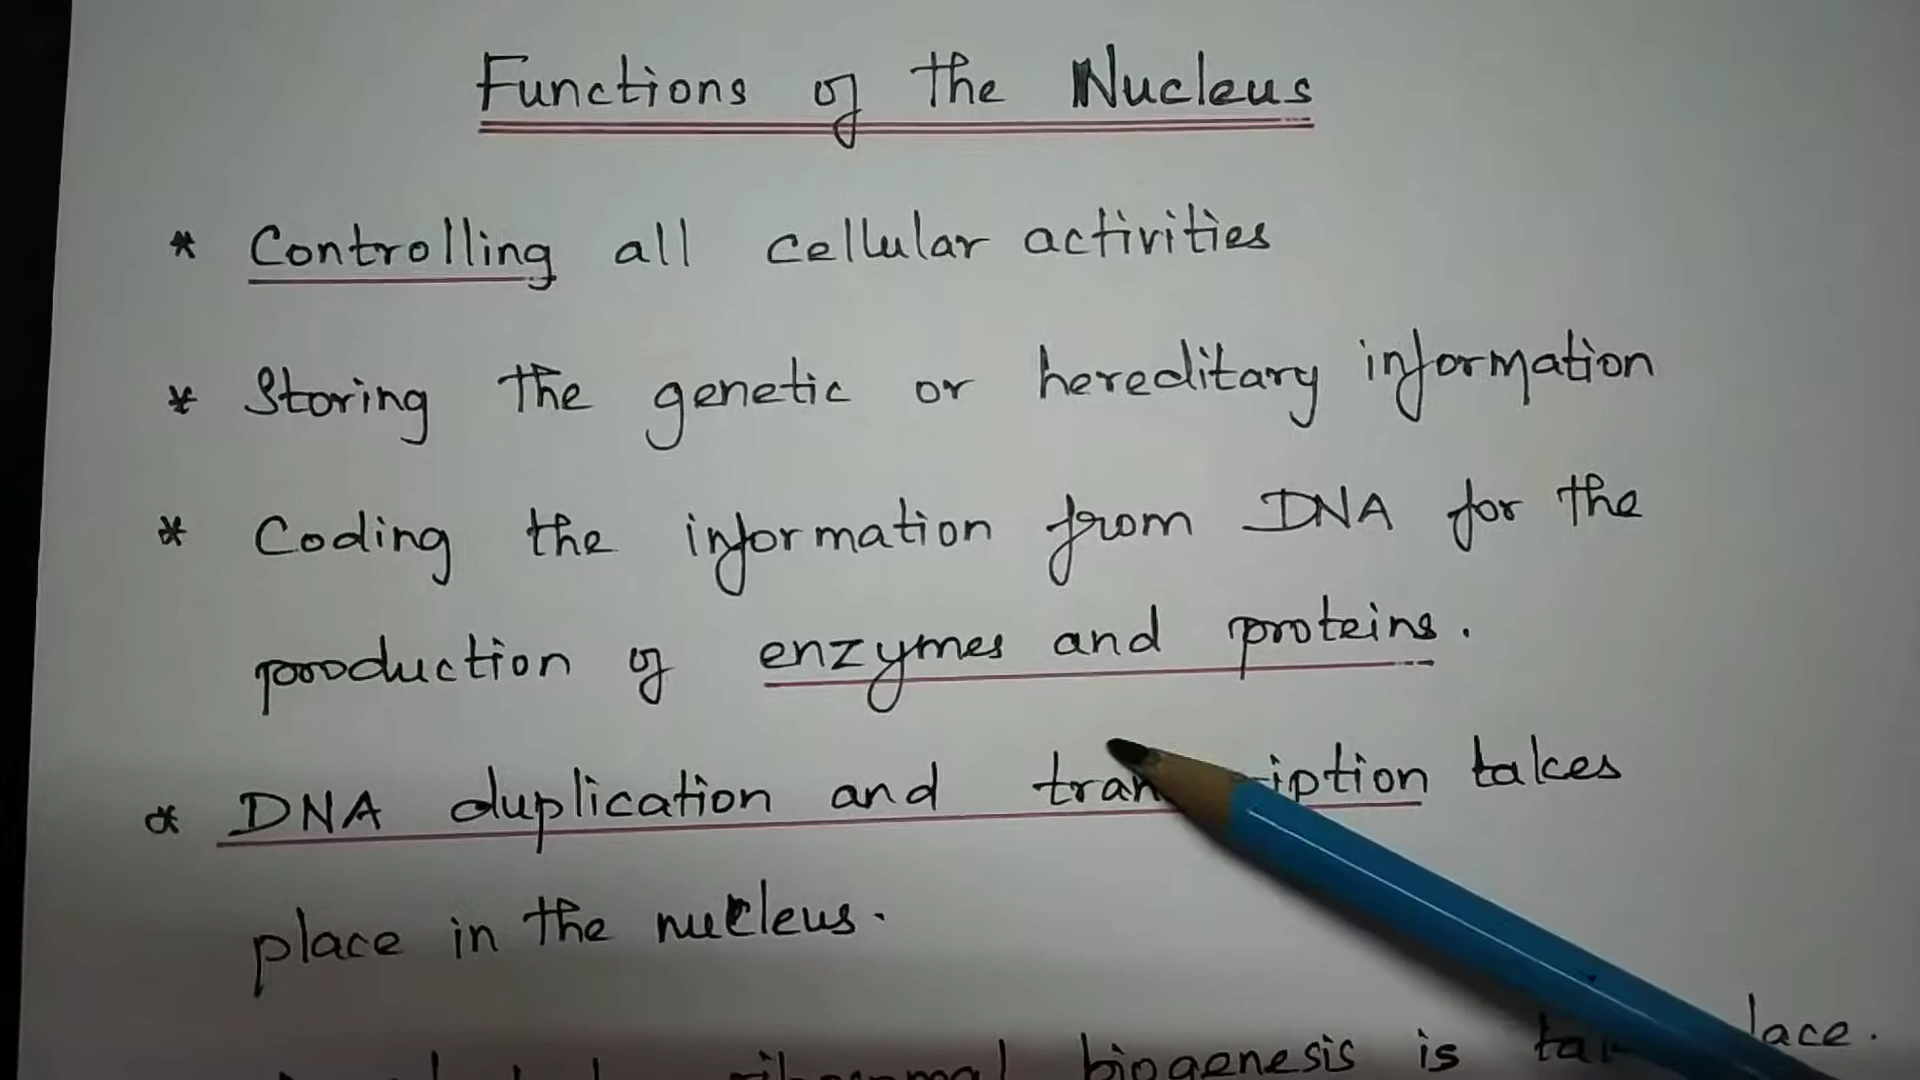 Functions of the Nucleus
* Controlling all cellular activities
* Storing the genetic or hereditary information
* Coding the information from DNA for the
production of enzymes and proteins.
* DNA duplication and takes
place in the nucleus.
biogenesis is